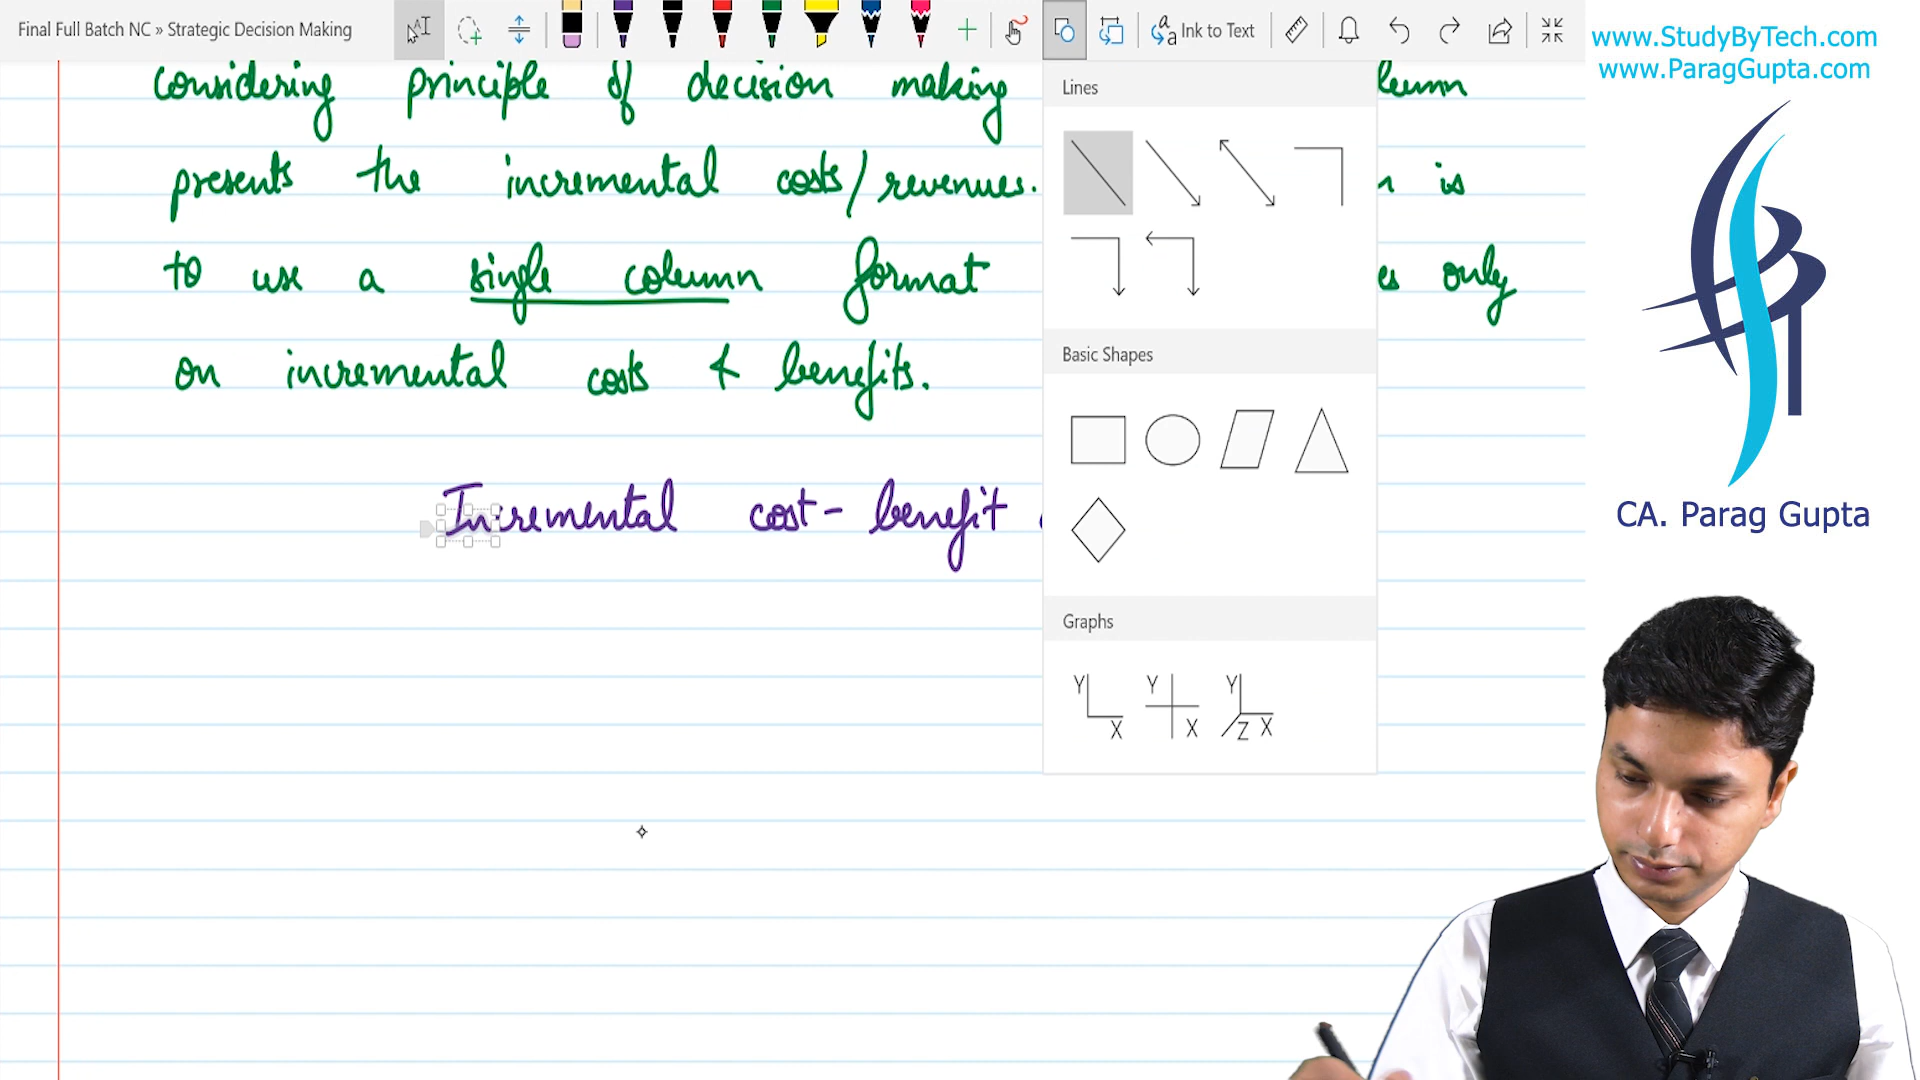 Final Full Batch NC » Strategic Decision Making
Ink to Text
www.StudyByTech.com
www.ParagGupta.com
considering principle of decision making
presents the incremental costs/revenues. is
to use a single column format only
on incremental costs & benefits.
Incremental cost-benefit
Lines
Basic Shapes
Graphs
Y X
Y X
Y Z X
CA. Parag Gupta